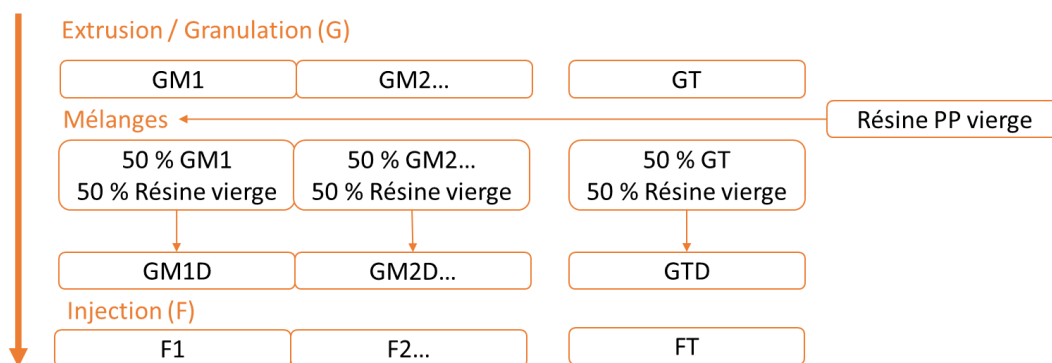 Extrusion / Granulation (G)
GM1
GM2...
GT
Mélanges
Résine PP vierge
50 % GM1
50 % Résine vierge
50 % GM2...
50 % Résine vierge
50 % GT
50 % Résine vierge
GM1D
GM2D...
GTD
Injection (F)
F1
F2...
FT